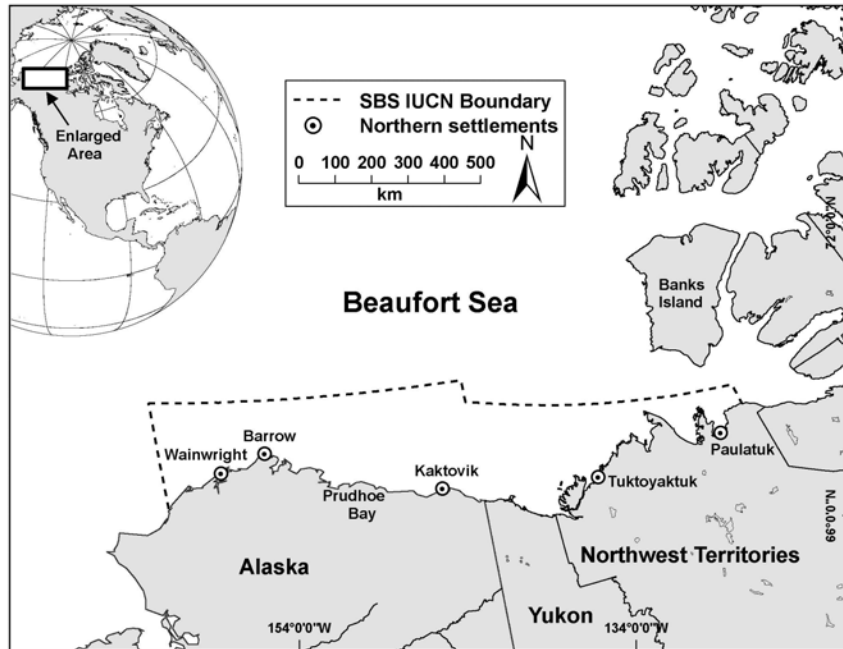 Enlarged
Area
SBS IUCN Boundary
Northern settlements
0 100 200 300 400 500
km
N
72°0'0"N
Banks
Island
Beaufort Sea
Barrow
Wainwright
Paulatuk
Kaktovik
Tuktoyaktuk
Prudhoe
Bay
66°0'0"N
Northwest Territories
Alaska
Yukon
154°0'0"W
134°0'0"W